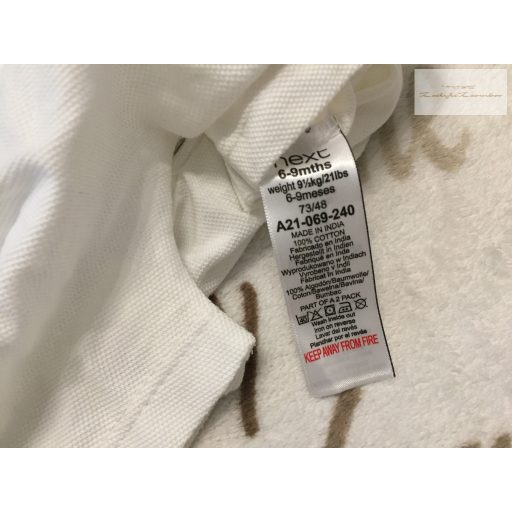 next
6-9mths
weight 9½kg/21lbs
6-9meses
73/48
A21-069-240
MADE IN INDIA
100% COTTON
Fabricado en India
Hergestellt in Indien
Fabriqué en Inde
Wyprodukowano w Indiach
Vyrobeno v Indii
Fabricat în India
100% Algodón/Baumwolle/
Coton/Bawełna/Bavlna/
Bumbac
PART OF A 2 PACK
40
Wash inside out
Iron on reverse
Lavar del revés
Planchar por el revés
KEEP AWAY FROM FIRE